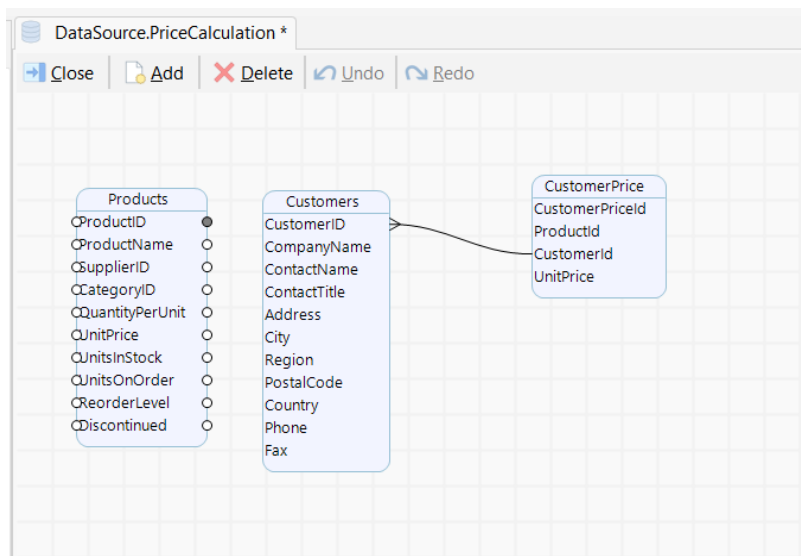 DataSource.PriceCalculation *
Close Add Delete Undo Redo
Products
ProductID
ProductName
SupplierID
CategoryID
QuantityPerUnit
UnitPrice
UnitsInStock
UnitsOnOrder
ReorderLevel
Discontinued
Customers
CustomerID
CompanyName
ContactName
ContactTitle
Address
City
Region
PostalCode
Country
Phone
Fax
CustomerPrice
CustomerPriceId
ProductId
CustomerId
UnitPrice